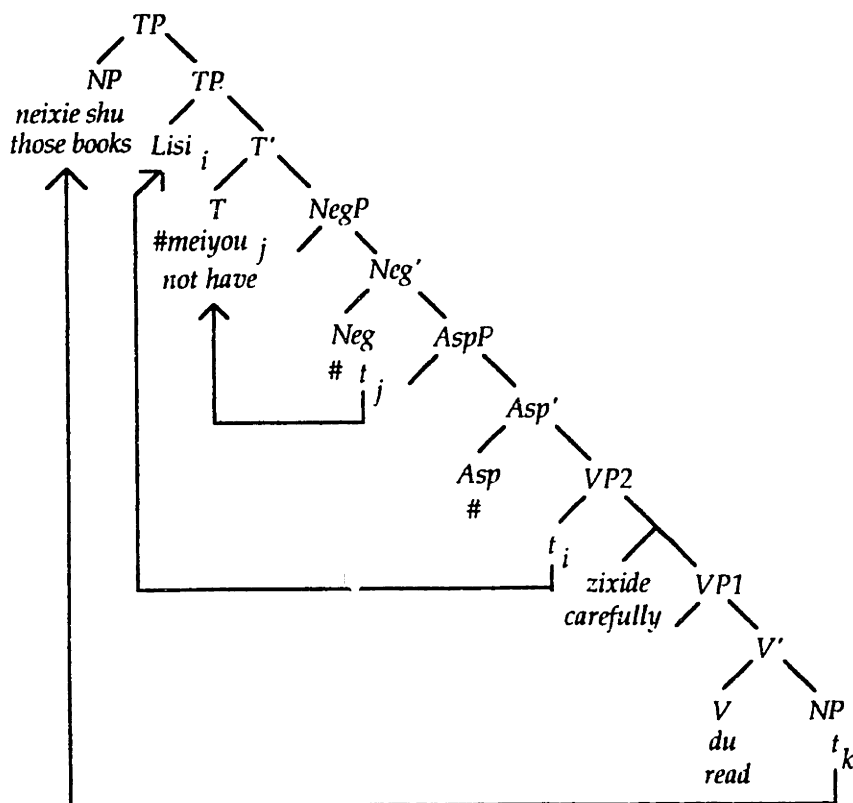 TP
NP TP
neixie shu
those books Lisi i T'
T NegP
#meiyou j
not have Neg'
Neg AspP
# t j
Asp'
Asp VP2
#
t i
zixide VP1
carefully
V'
V NP
du t k
read